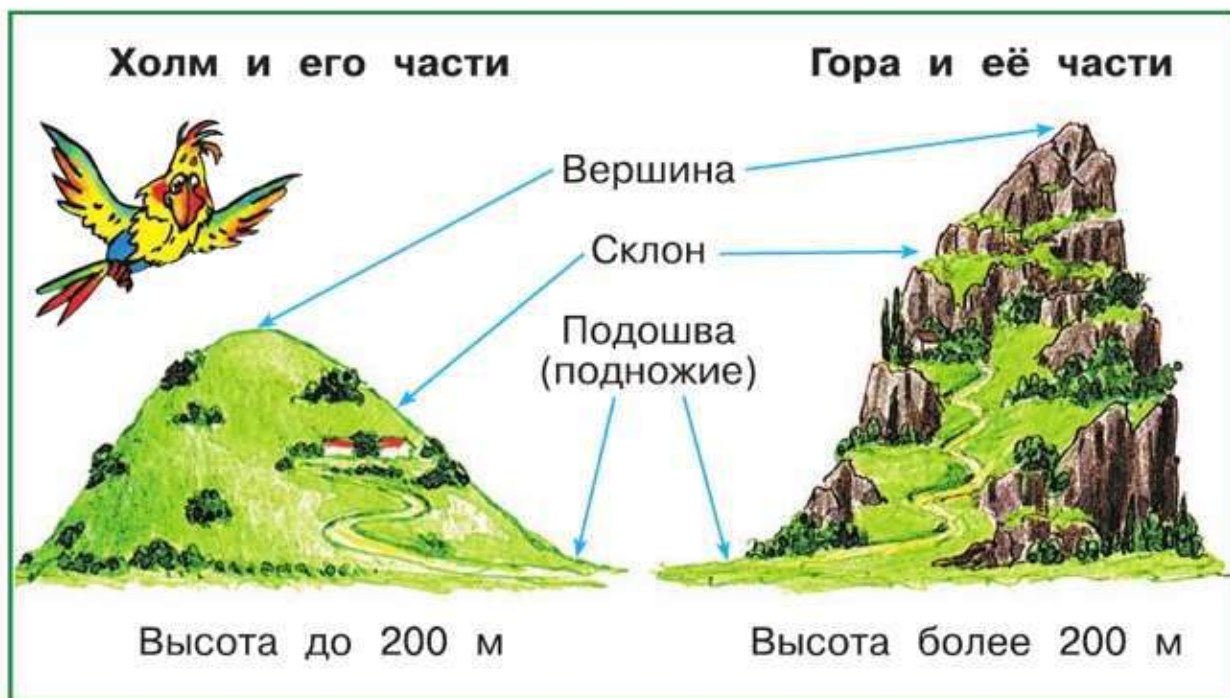 Холм и его части
Гора и её части
Вершина
Склон
Подошва
(подножие)
Высота до 200 м
Высота более 200 м